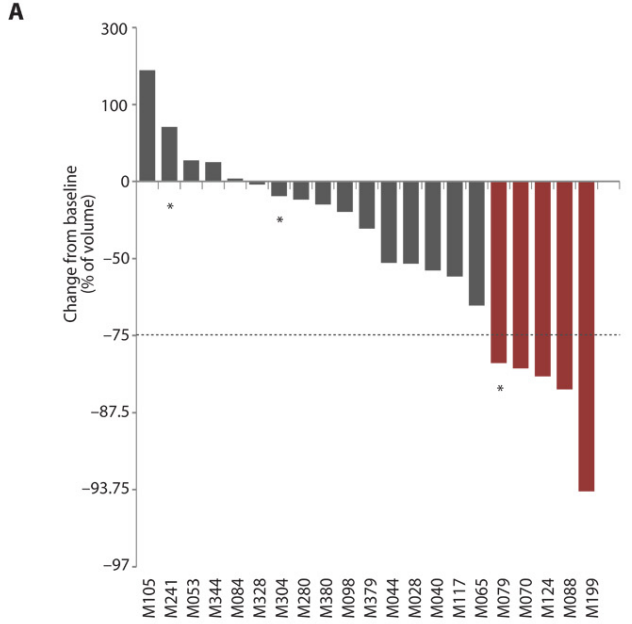 A
Change from baseline
(% of volume)
300
100
0
–50
–75
–87.5
–93.75
–97
*
*
*
M105
M241
M053
M344
M084
M328
M304
M280
M380
M098
M379
M044
M028
M040
M117
M065
M079
M070
M124
M088
M199